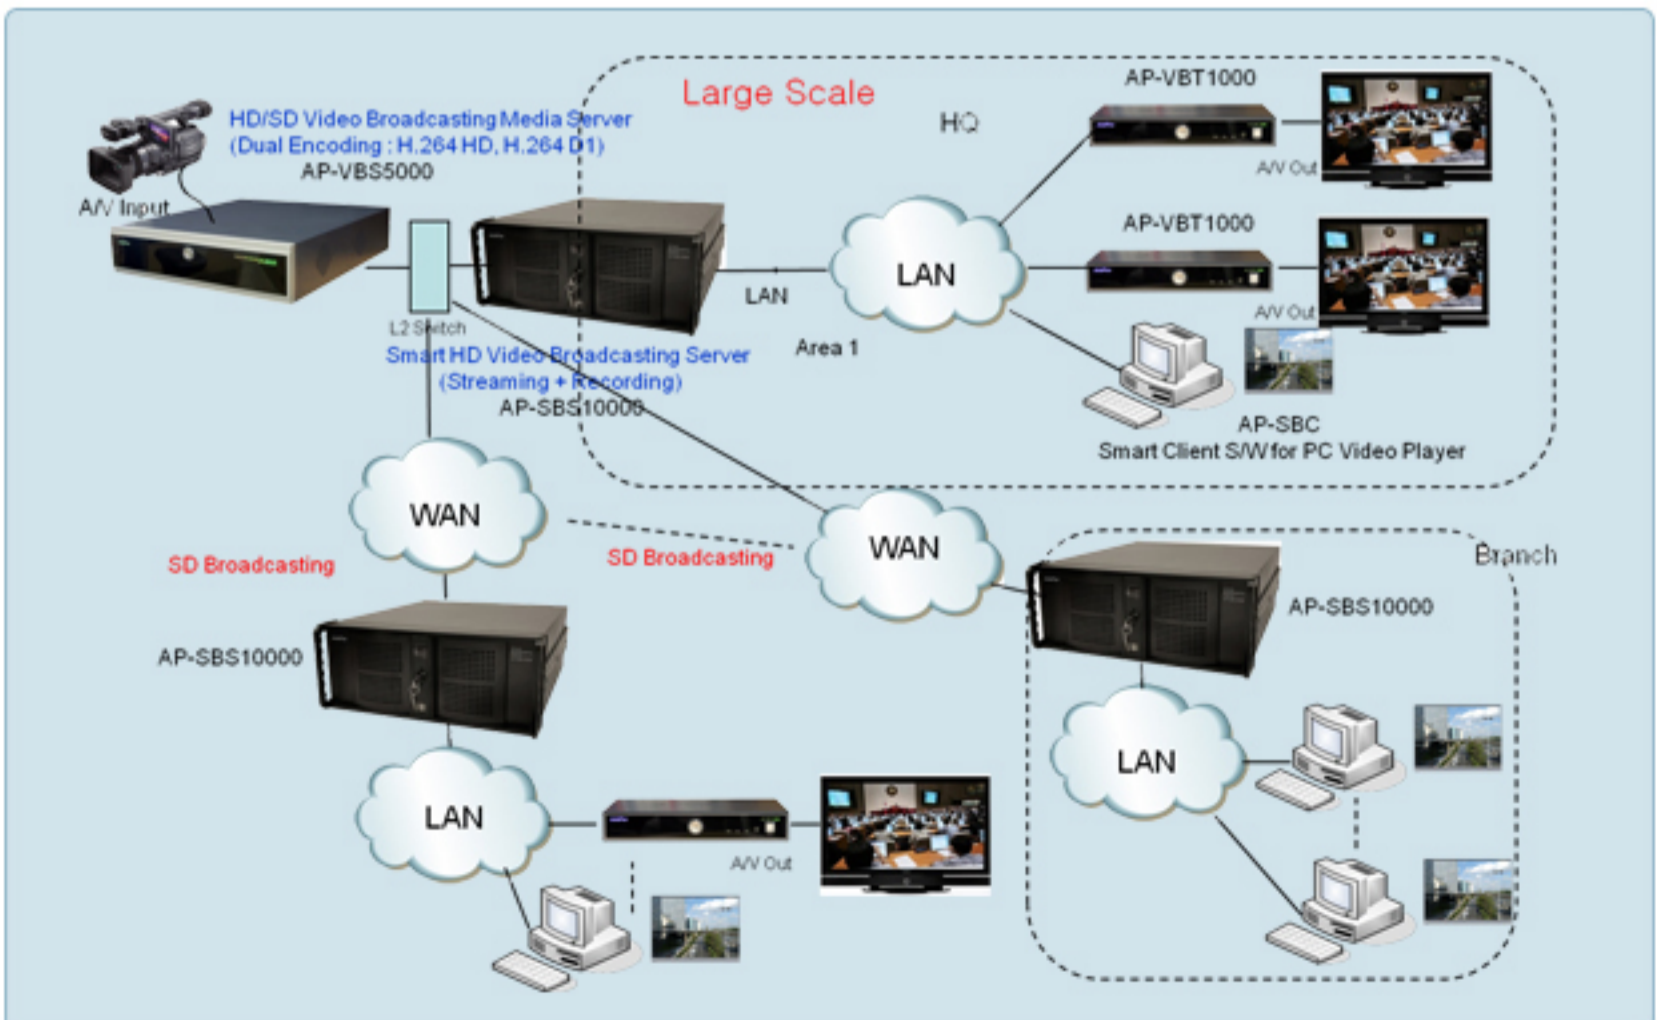 Large Scale
HQ
AP-VBT1000
A/V Out
HD/SD Video Broadcasting Media Server
(Dual Encoding : H.264 HD, H.264 D1)
AP-VBS5000
A/V Input
AP-VBT1000
A/V Out
LAN
LAN
L2 Switch
Area 1
Smart HD Video Broadcasting Server
(Streaming + Recording)
AP-SBS10000
AP-SBC
Smart Client S/W for PC Video Player
WAN
WAN
SD Broadcasting
SD Broadcasting
Branch
AP-SBS10000
AP-SBS10000
LAN
LAN
A/V Out